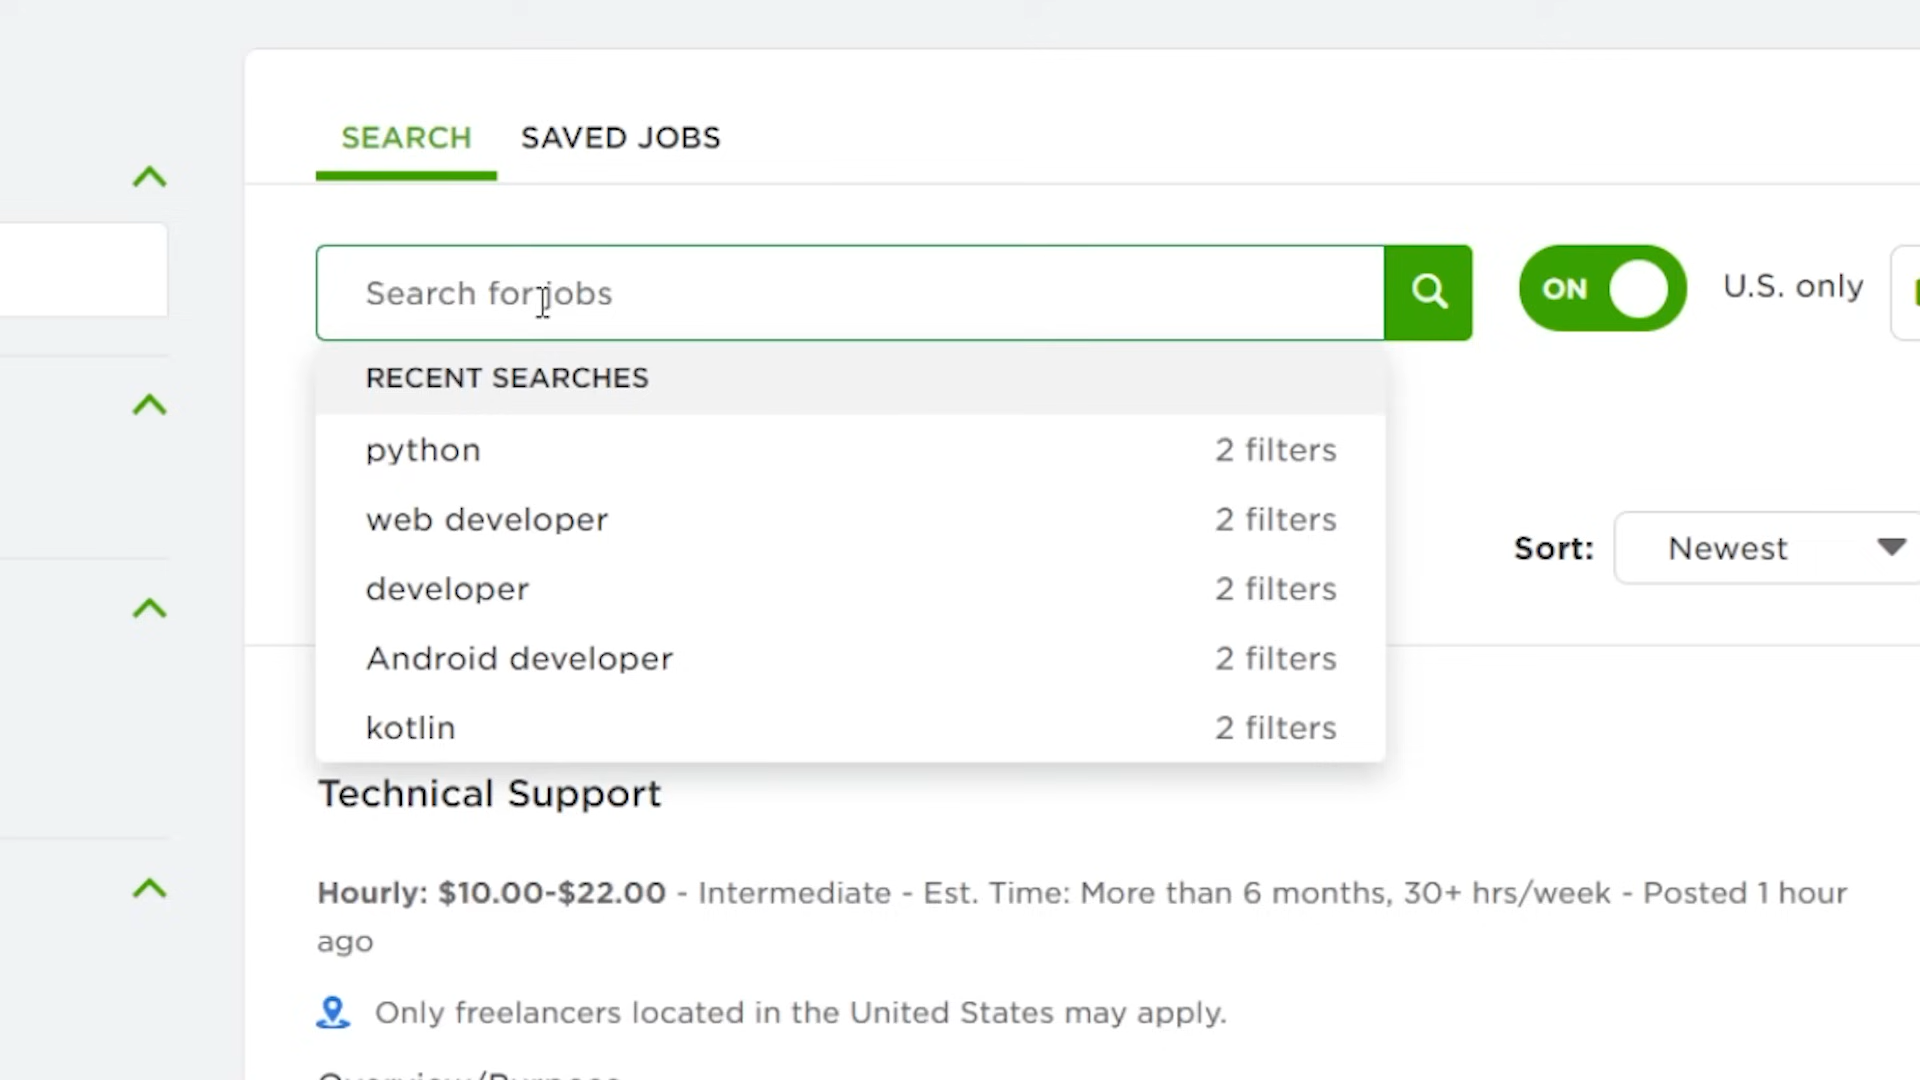 SEARCH SAVED JOBS
Search for jobs
ON
U.S. only
RECENT SEARCHES
python 2 filters
web developer 2 filters
developer 2 filters
Android developer 2 filters
kotlin 2 filters
Sort: Newest
Technical Support
Hourly: $10.00-$22.00 - Intermediate - Est. Time: More than 6 months, 30+ hrs/week - Posted 1 hour
ago
Only freelancers located in the United States may apply.
Overview/Purpose